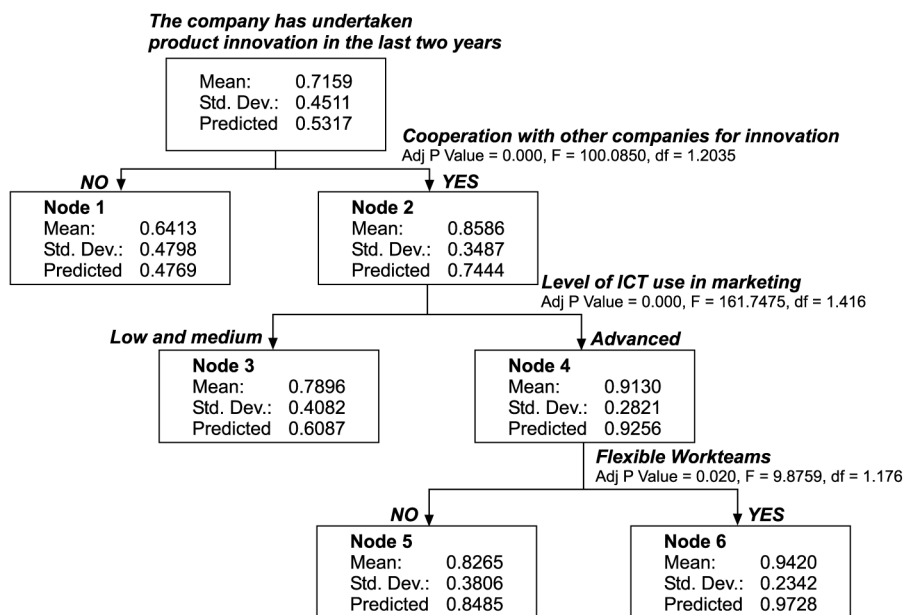 The company has undertaken
product innovation in the last two years
Mean: 0.7159
Std. Dev.: 0.4511
Predicted 0.5317
Cooperation with other companies for innovation
Adj P Value = 0.000, F = 100.0850, df = 1.2035
NO
YES
Node 1
Mean: 0.6413
Std. Dev.: 0.4798
Predicted 0.4769
Node 2
Mean: 0.8586
Std. Dev.: 0.3487
Predicted 0.7444
Level of ICT use in marketing
Adj P Value = 0.000, F = 161.7475, df = 1.416
Low and medium
Advanced
Node 3
Mean: 0.7896
Std. Dev.: 0.4082
Predicted 0.6087
Node 4
Mean: 0.9130
Std. Dev.: 0.2821
Predicted 0.9256
Flexible Workteams
Adj P Value = 0.020, F = 9.8759, df = 1.176
NO
YES
Node 5
Mean: 0.8265
Std. Dev.: 0.3806
Predicted 0.8485
Node 6
Mean: 0.9420
Std. Dev.: 0.2342
Predicted 0.9728